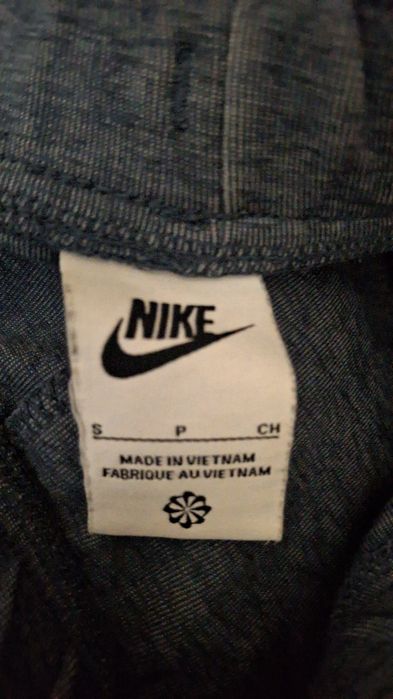 NIKE
S P CH
MADE IN VIETNAM
FABRIQUE AU VIETNAM